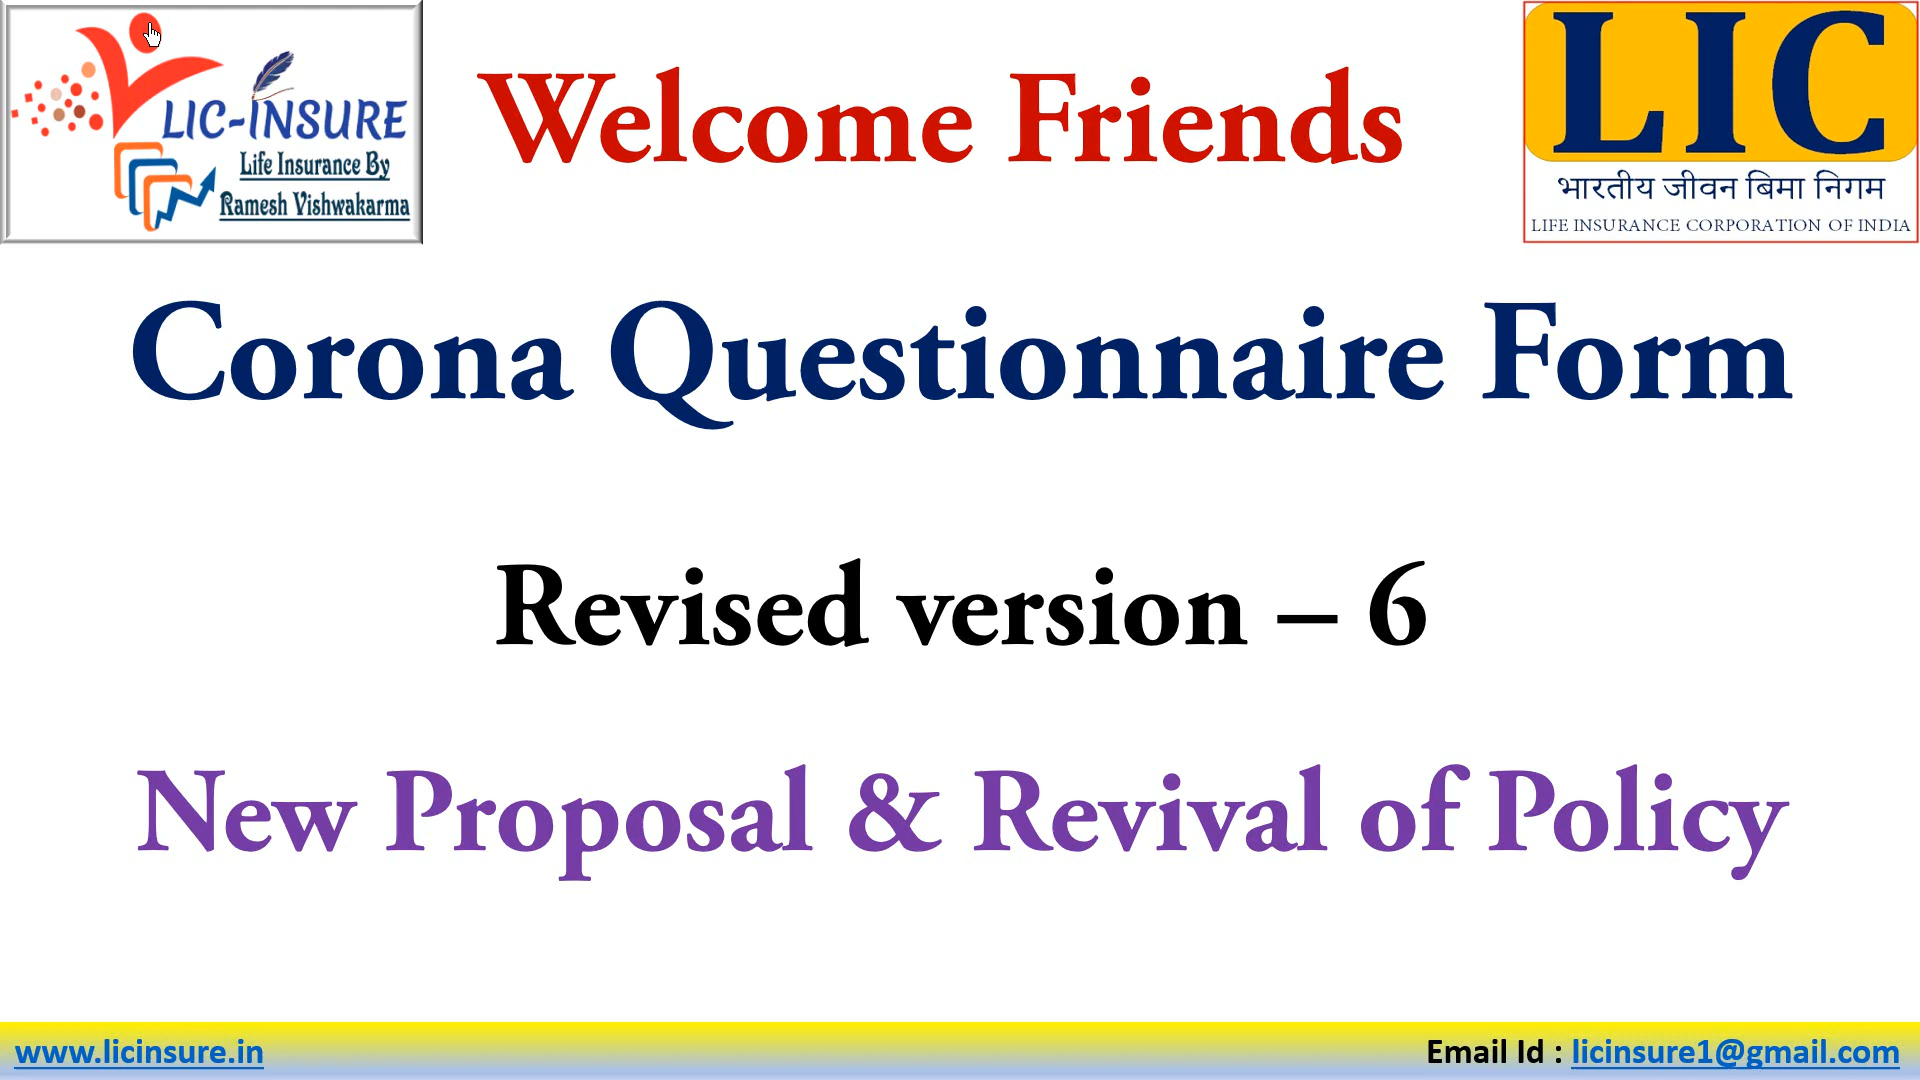 LIC-INSURE
Life Insurance By
Ramesh Vishwakarma
Welcome Friends
LIC
भारतीय जीवन बिमा निगम
LIFE INSURANCE CORPORATION OF INDIA
Corona Questionnaire Form
Revised version – 6
New Proposal & Revival of Policy
www.licinsure.in
Email Id : licinsure1@gmail.com